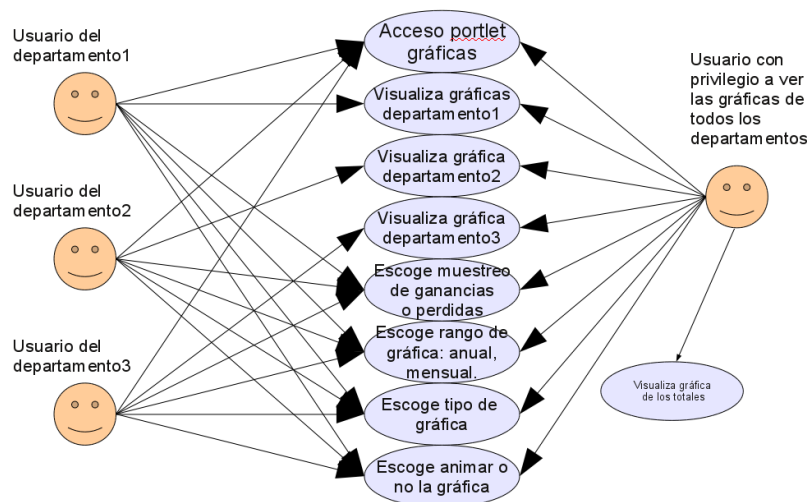 Usuario del
departamento1
Usuario del
departamento2
Usuario del
departamento3
Acceso portlet
gráficas
Visualiza gráficas
departamento1
Visualiza gráfica
departamento2
Visualiza gráfica
departamento3
Escoge muestreo
de ganancias
o perdidas
Escoge rango de
gráfica: anual,
mensual.
Escoge tipo de
gráfica
Escoge animar o
no la gráfica
Usuario con
privilegio a ver
las gráficas de
todos los
departamentos
Visualiza gráfica
de los totales